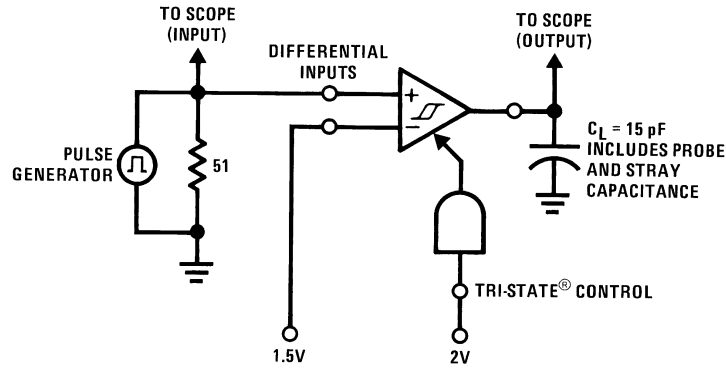 TO SCOPE
(INPUT)
TO SCOPE
(OUTPUT)
DIFFERENTIAL
INPUTS
+
−
PULSE
GENERATOR
51
C_L = 15 pF
INCLUDES PROBE
AND STRAY
CAPACITANCE
TRI-STATE® CONTROL
1.5V
2V